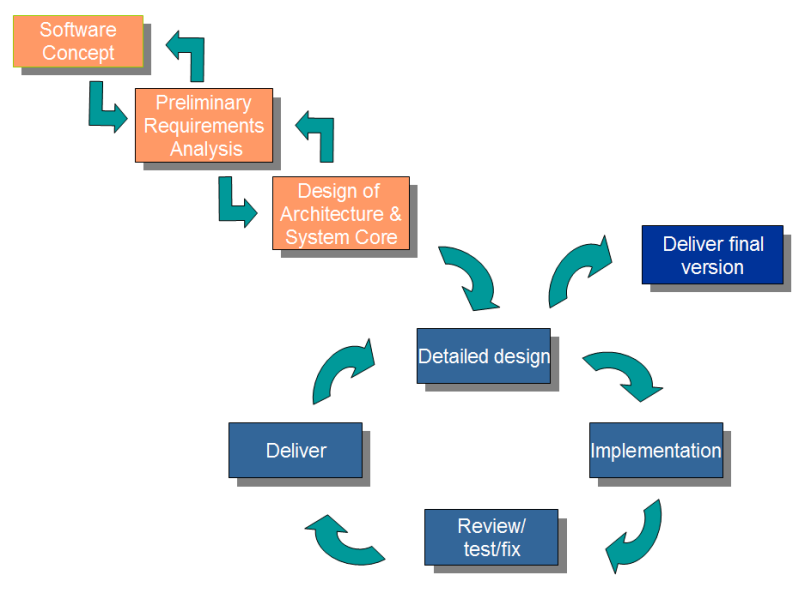 Software
Concept
Preliminary
Requirements
Analysis
Design of
Architecture &
System Core
Deliver final
version
Detailed design
Deliver
Implementation
Review/
test/fix